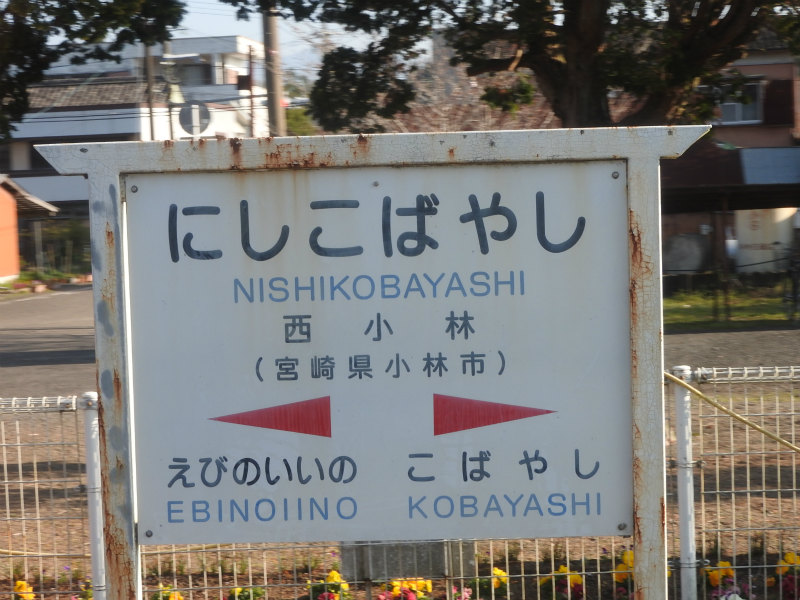 にしこばやし
NISHIKOBAYASHI
西小林
(宮崎県小林市)
えびのいいの こばやし
EBINOIINO KOBAYASHI